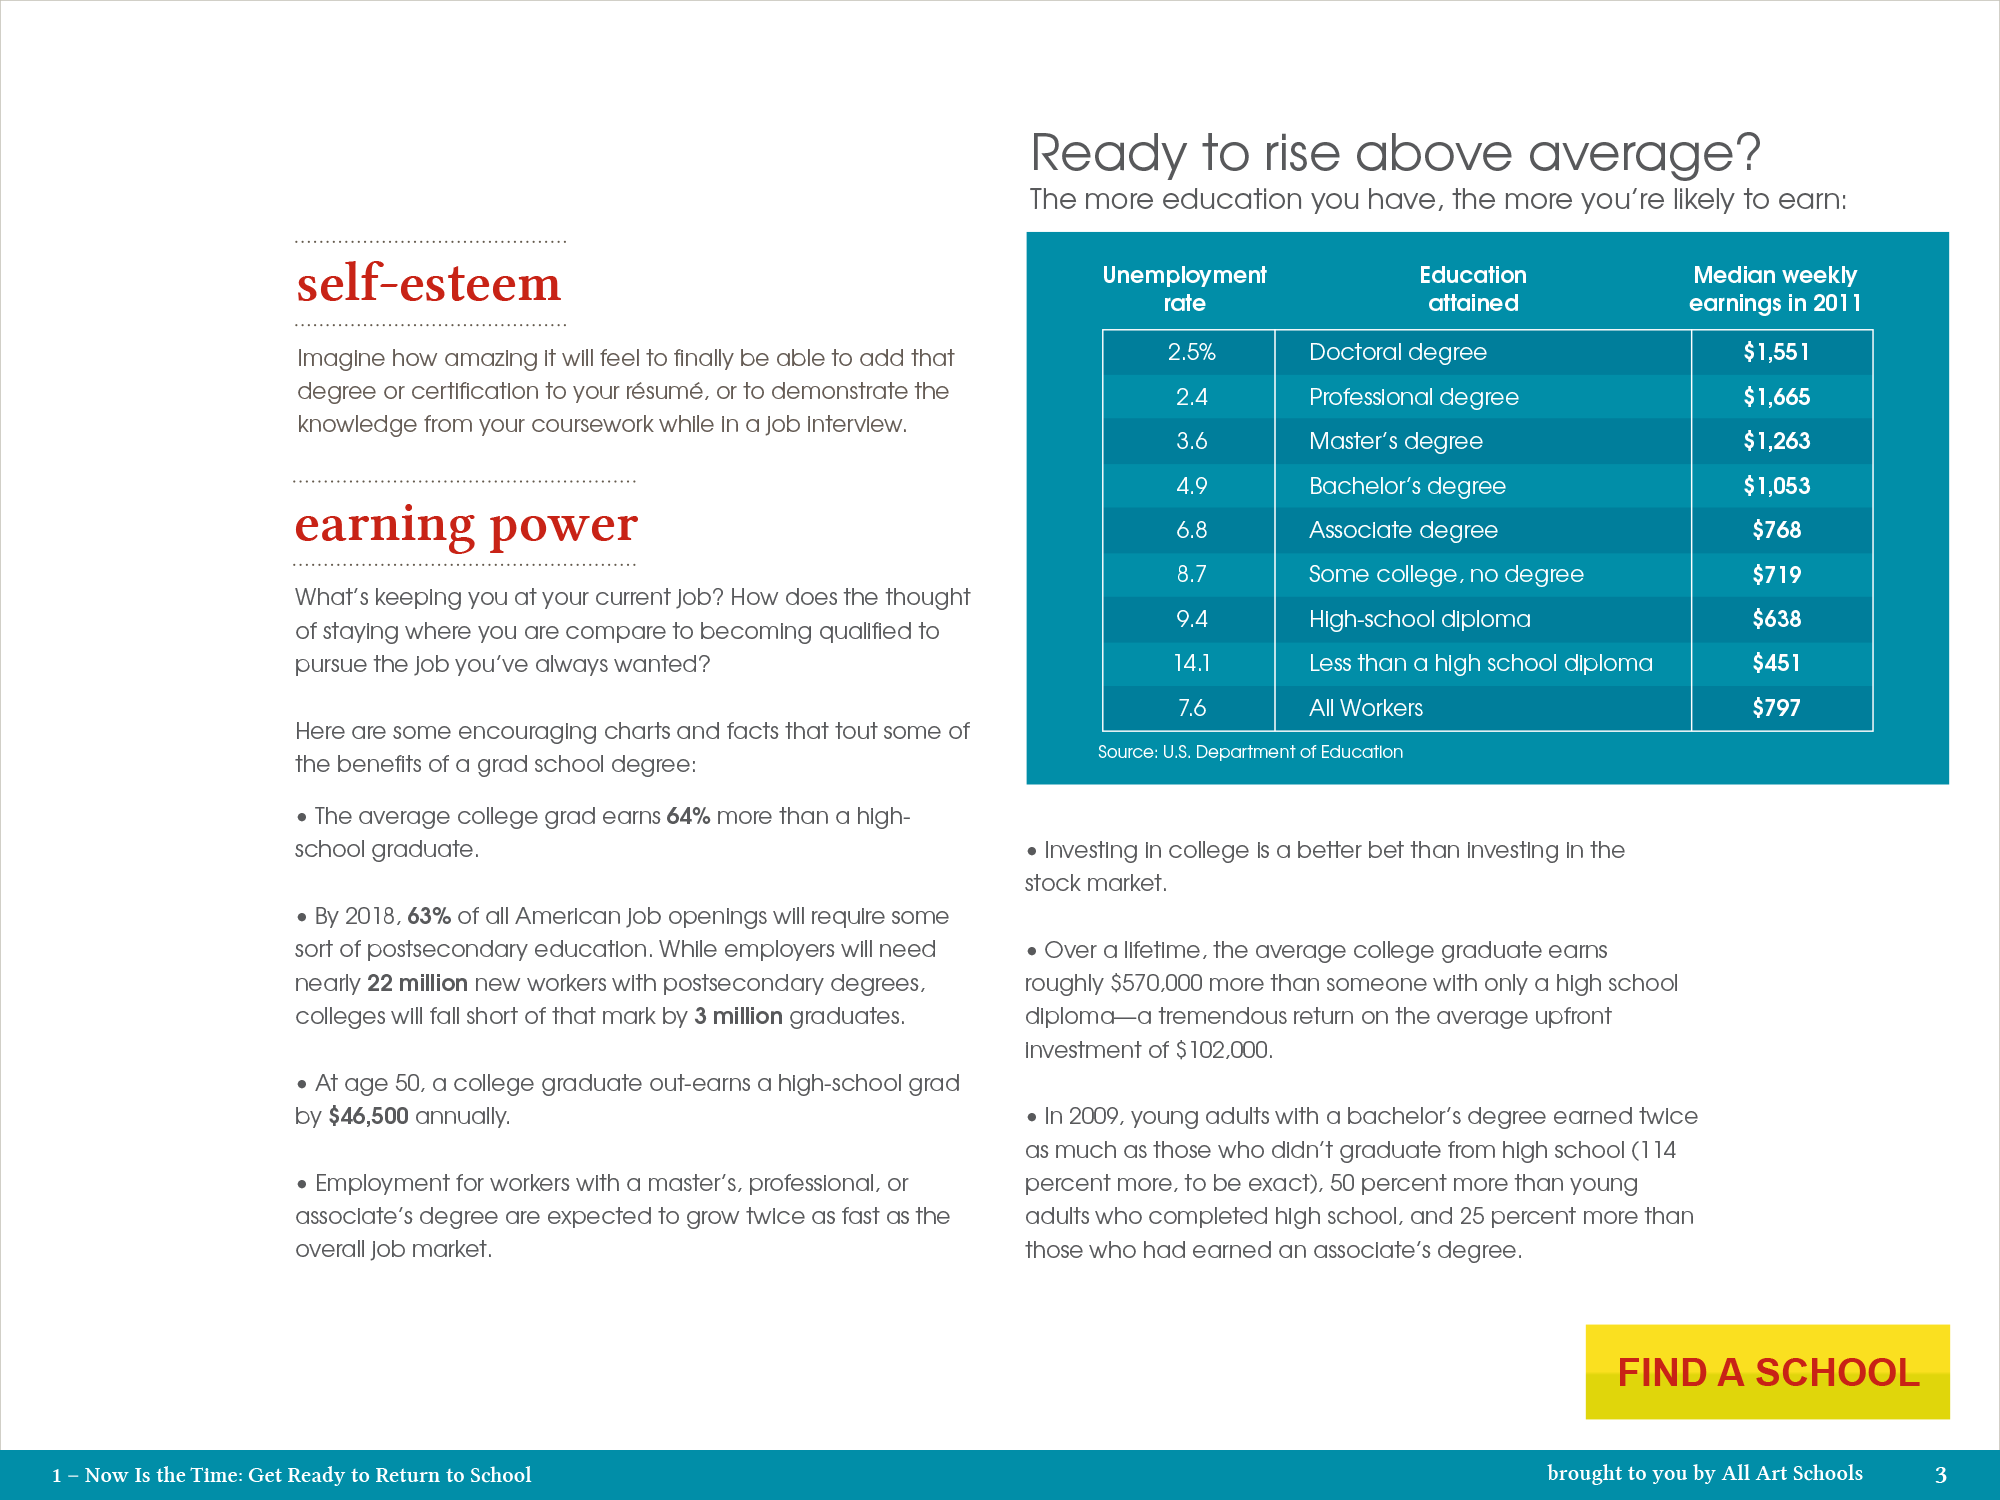 self-esteem
Imagine how amazing it will feel to finally be able to add that
degree or certification to your résumé, or to demonstrate the
knowledge from your coursework while in a job interview.
earning power
What's keeping you at your current job? How does the thought
of staying where you are compare to becoming qualified to
pursue the job you've always wanted?
Here are some encouraging charts and facts that tout some of
the benefits of a grad school degree:
• The average college grad earns 64% more than a high-
school graduate.
• By 2018, 63% of all American job openings will require some
sort of postsecondary education. While employers will need
nearly 22 million new workers with postsecondary degrees,
colleges will fall short of that mark by 3 million graduates.
• At age 50, a college graduate out-earns a high-school grad
by $46,500 annually.
• Employment for workers with a master's, professional, or
associate's degree are expected to grow twice as fast as the
overall job market.
Ready to rise above average?
The more education you have, the more you're likely to earn:
Unemployment rate Education attained Median weekly earnings in 2011
2.5% Doctoral degree $1,551
2.4 Professional degree $1,665
3.6 Master's degree $1,263
4.9 Bachelor's degree $1,053
6.8 Associate degree $768
8.7 Some college, no degree $719
9.4 High-school diploma $638
14.1 Less than a high school diploma $451
7.6 All Workers $797
Source: U.S. Department of Education
• Investing in college is a better bet than investing in the
stock market.
• Over a lifetime, the average college graduate earns
roughly $570,000 more than someone with only a high school
diploma—a tremendous return on the average upfront
investment of $102,000.
• In 2009, young adults with a bachelor's degree earned twice
as much as those who didn't graduate from high school (114
percent more, to be exact), 50 percent more than young
adults who completed high school, and 25 percent more than
those who had earned an associate's degree.
FIND A SCHOOL
1 – Now Is the Time: Get Ready to Return to School
brought to you by All Art Schools 3